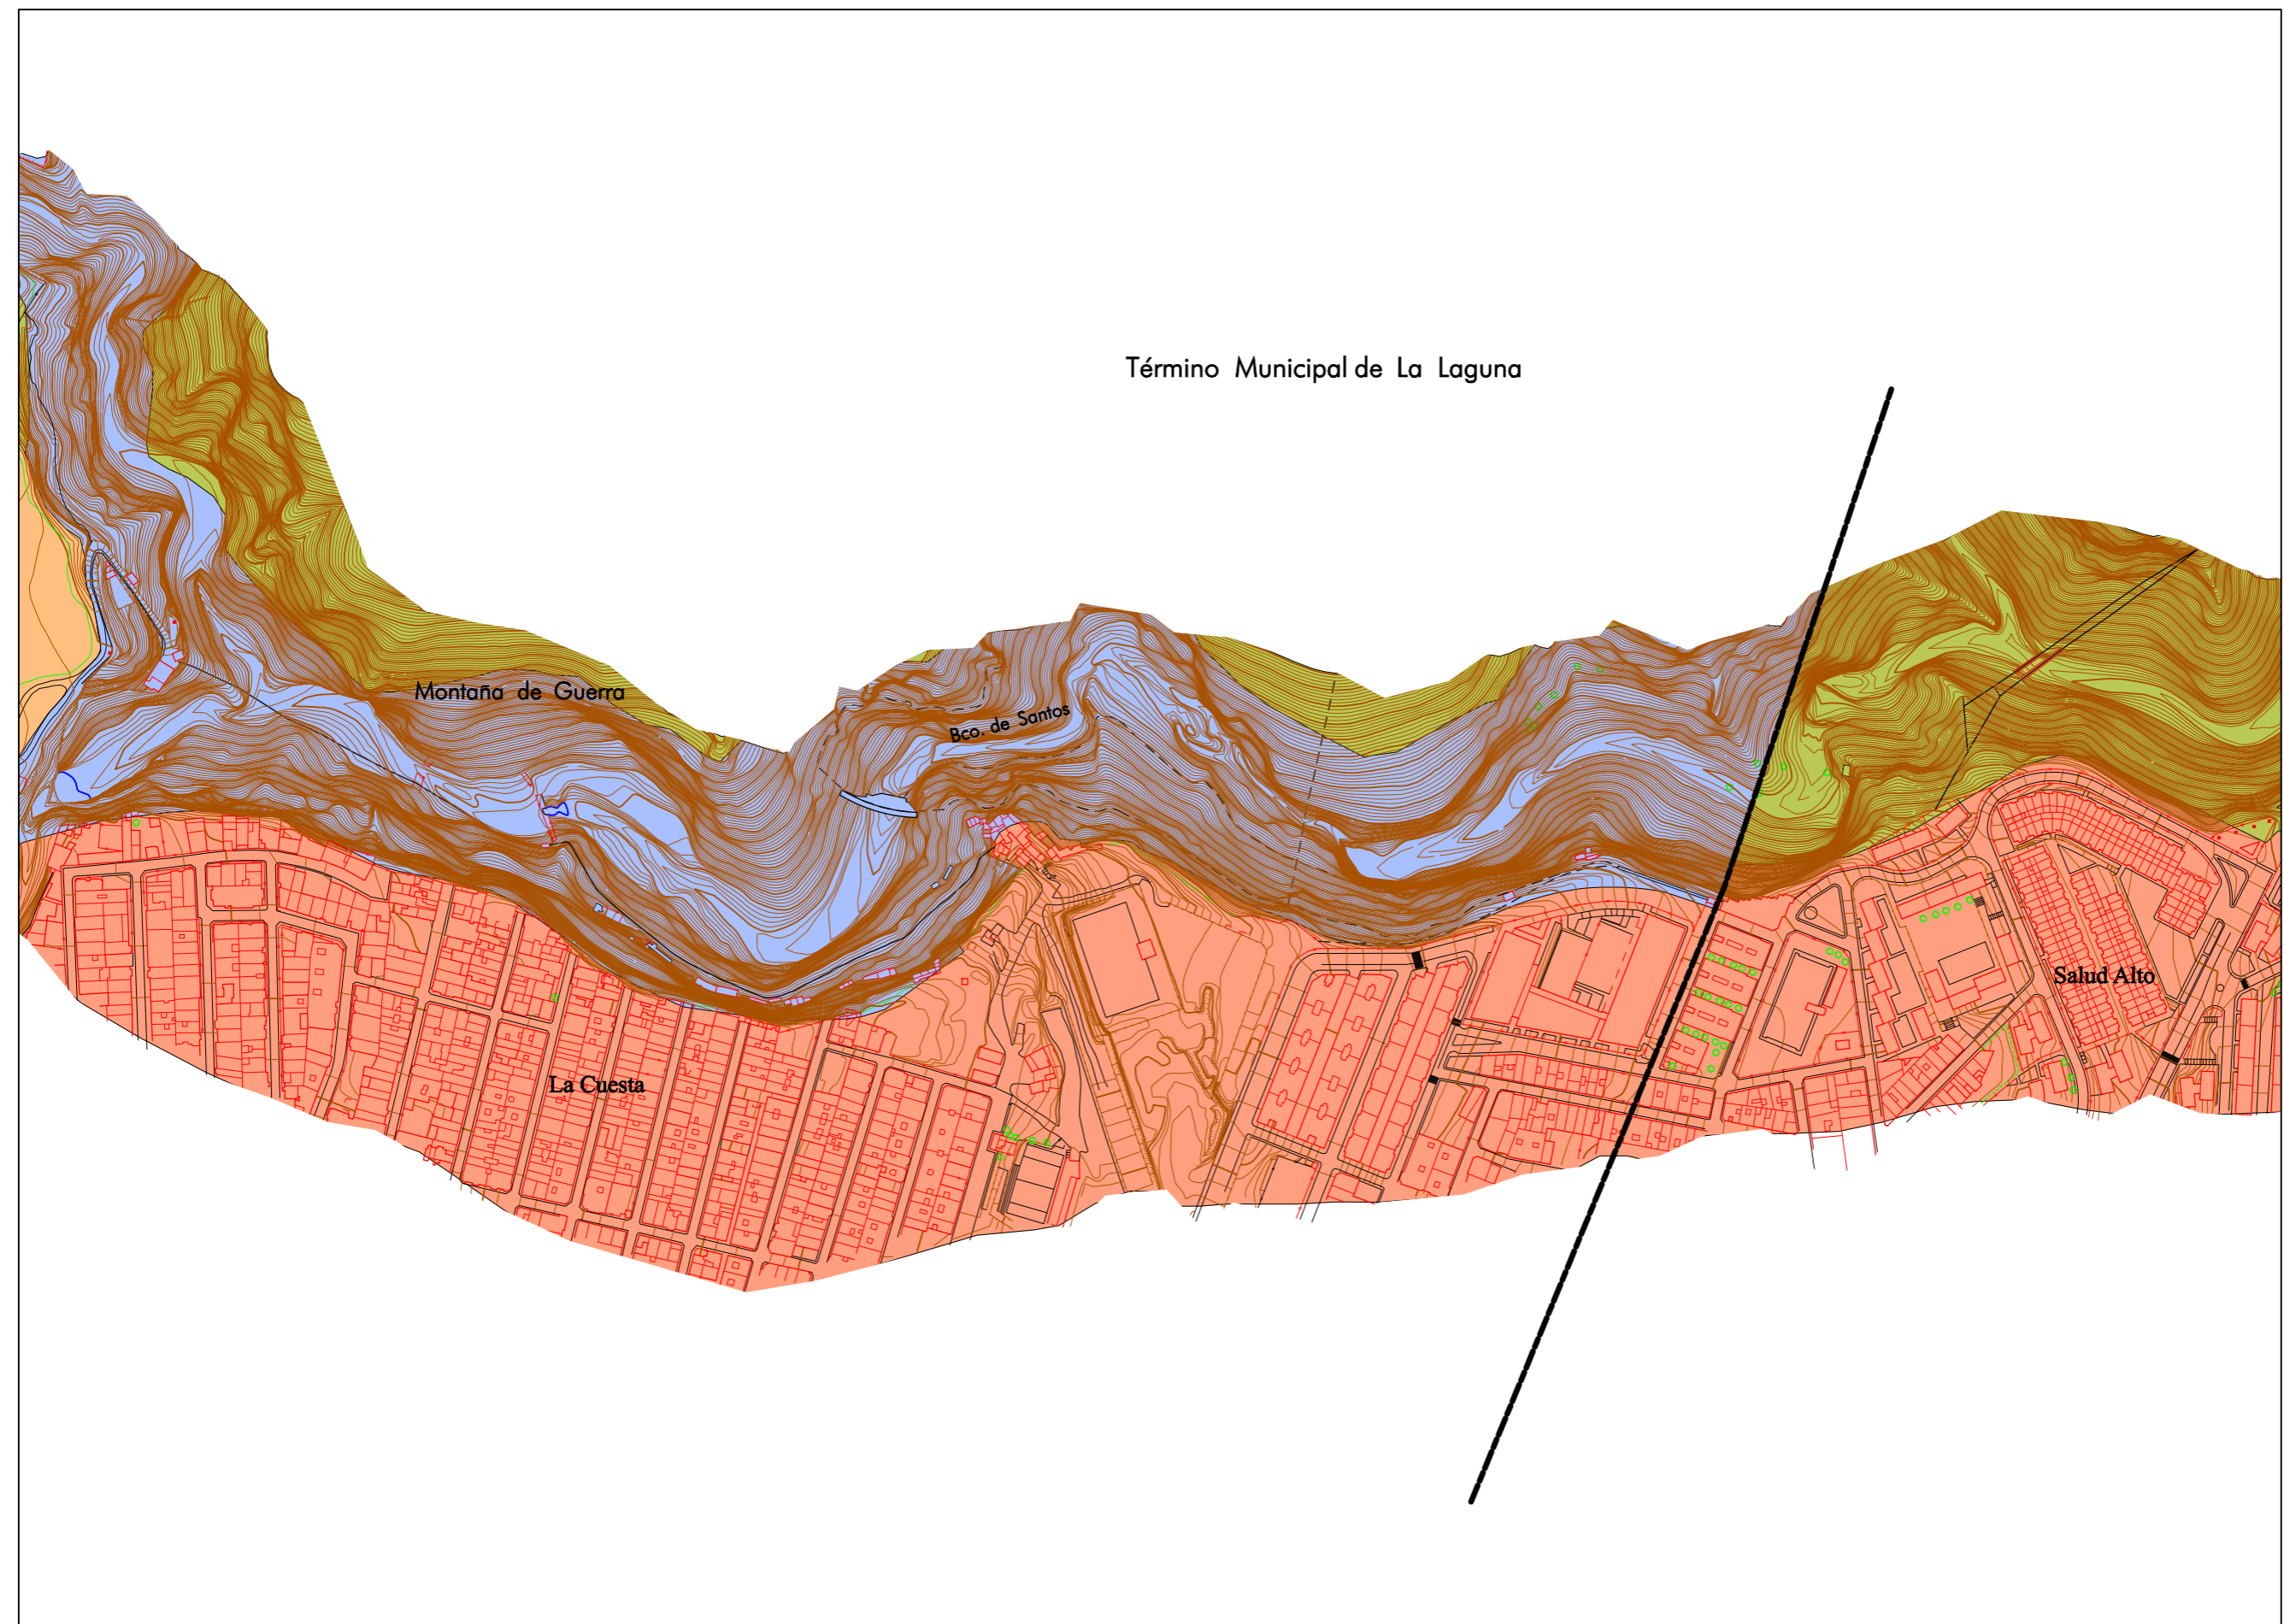 Término Municipal de La Laguna
Montaña de Guerra
Bco. de Santos
Salud Alto
La Cuesta